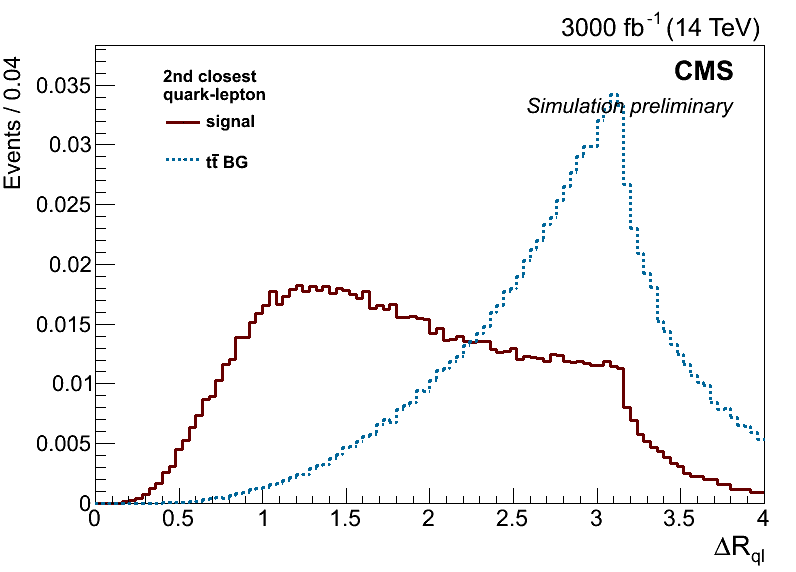 3000 fb⁻¹ (14 TeV)
CMS
Simulation preliminary
2nd closest
quark-lepton
signal
tt̄ BG
Events / 0.04
0.035
0.03
0.025
0.02
0.015
0.01
0.005
0
0 0.5 1 1.5 2 2.5 3 3.5 4
ΔR_ql